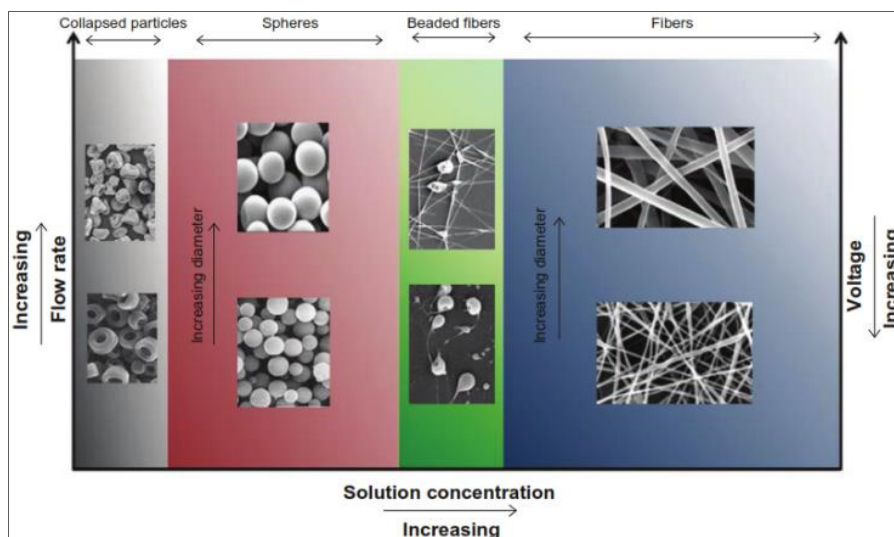 Collapsed particles
Spheres
Beaded fibers
Fibers
Increasing
Flow rate
Increasing diameter
Increasing diameter
Voltage
Increasing
Solution concentration
Increasing